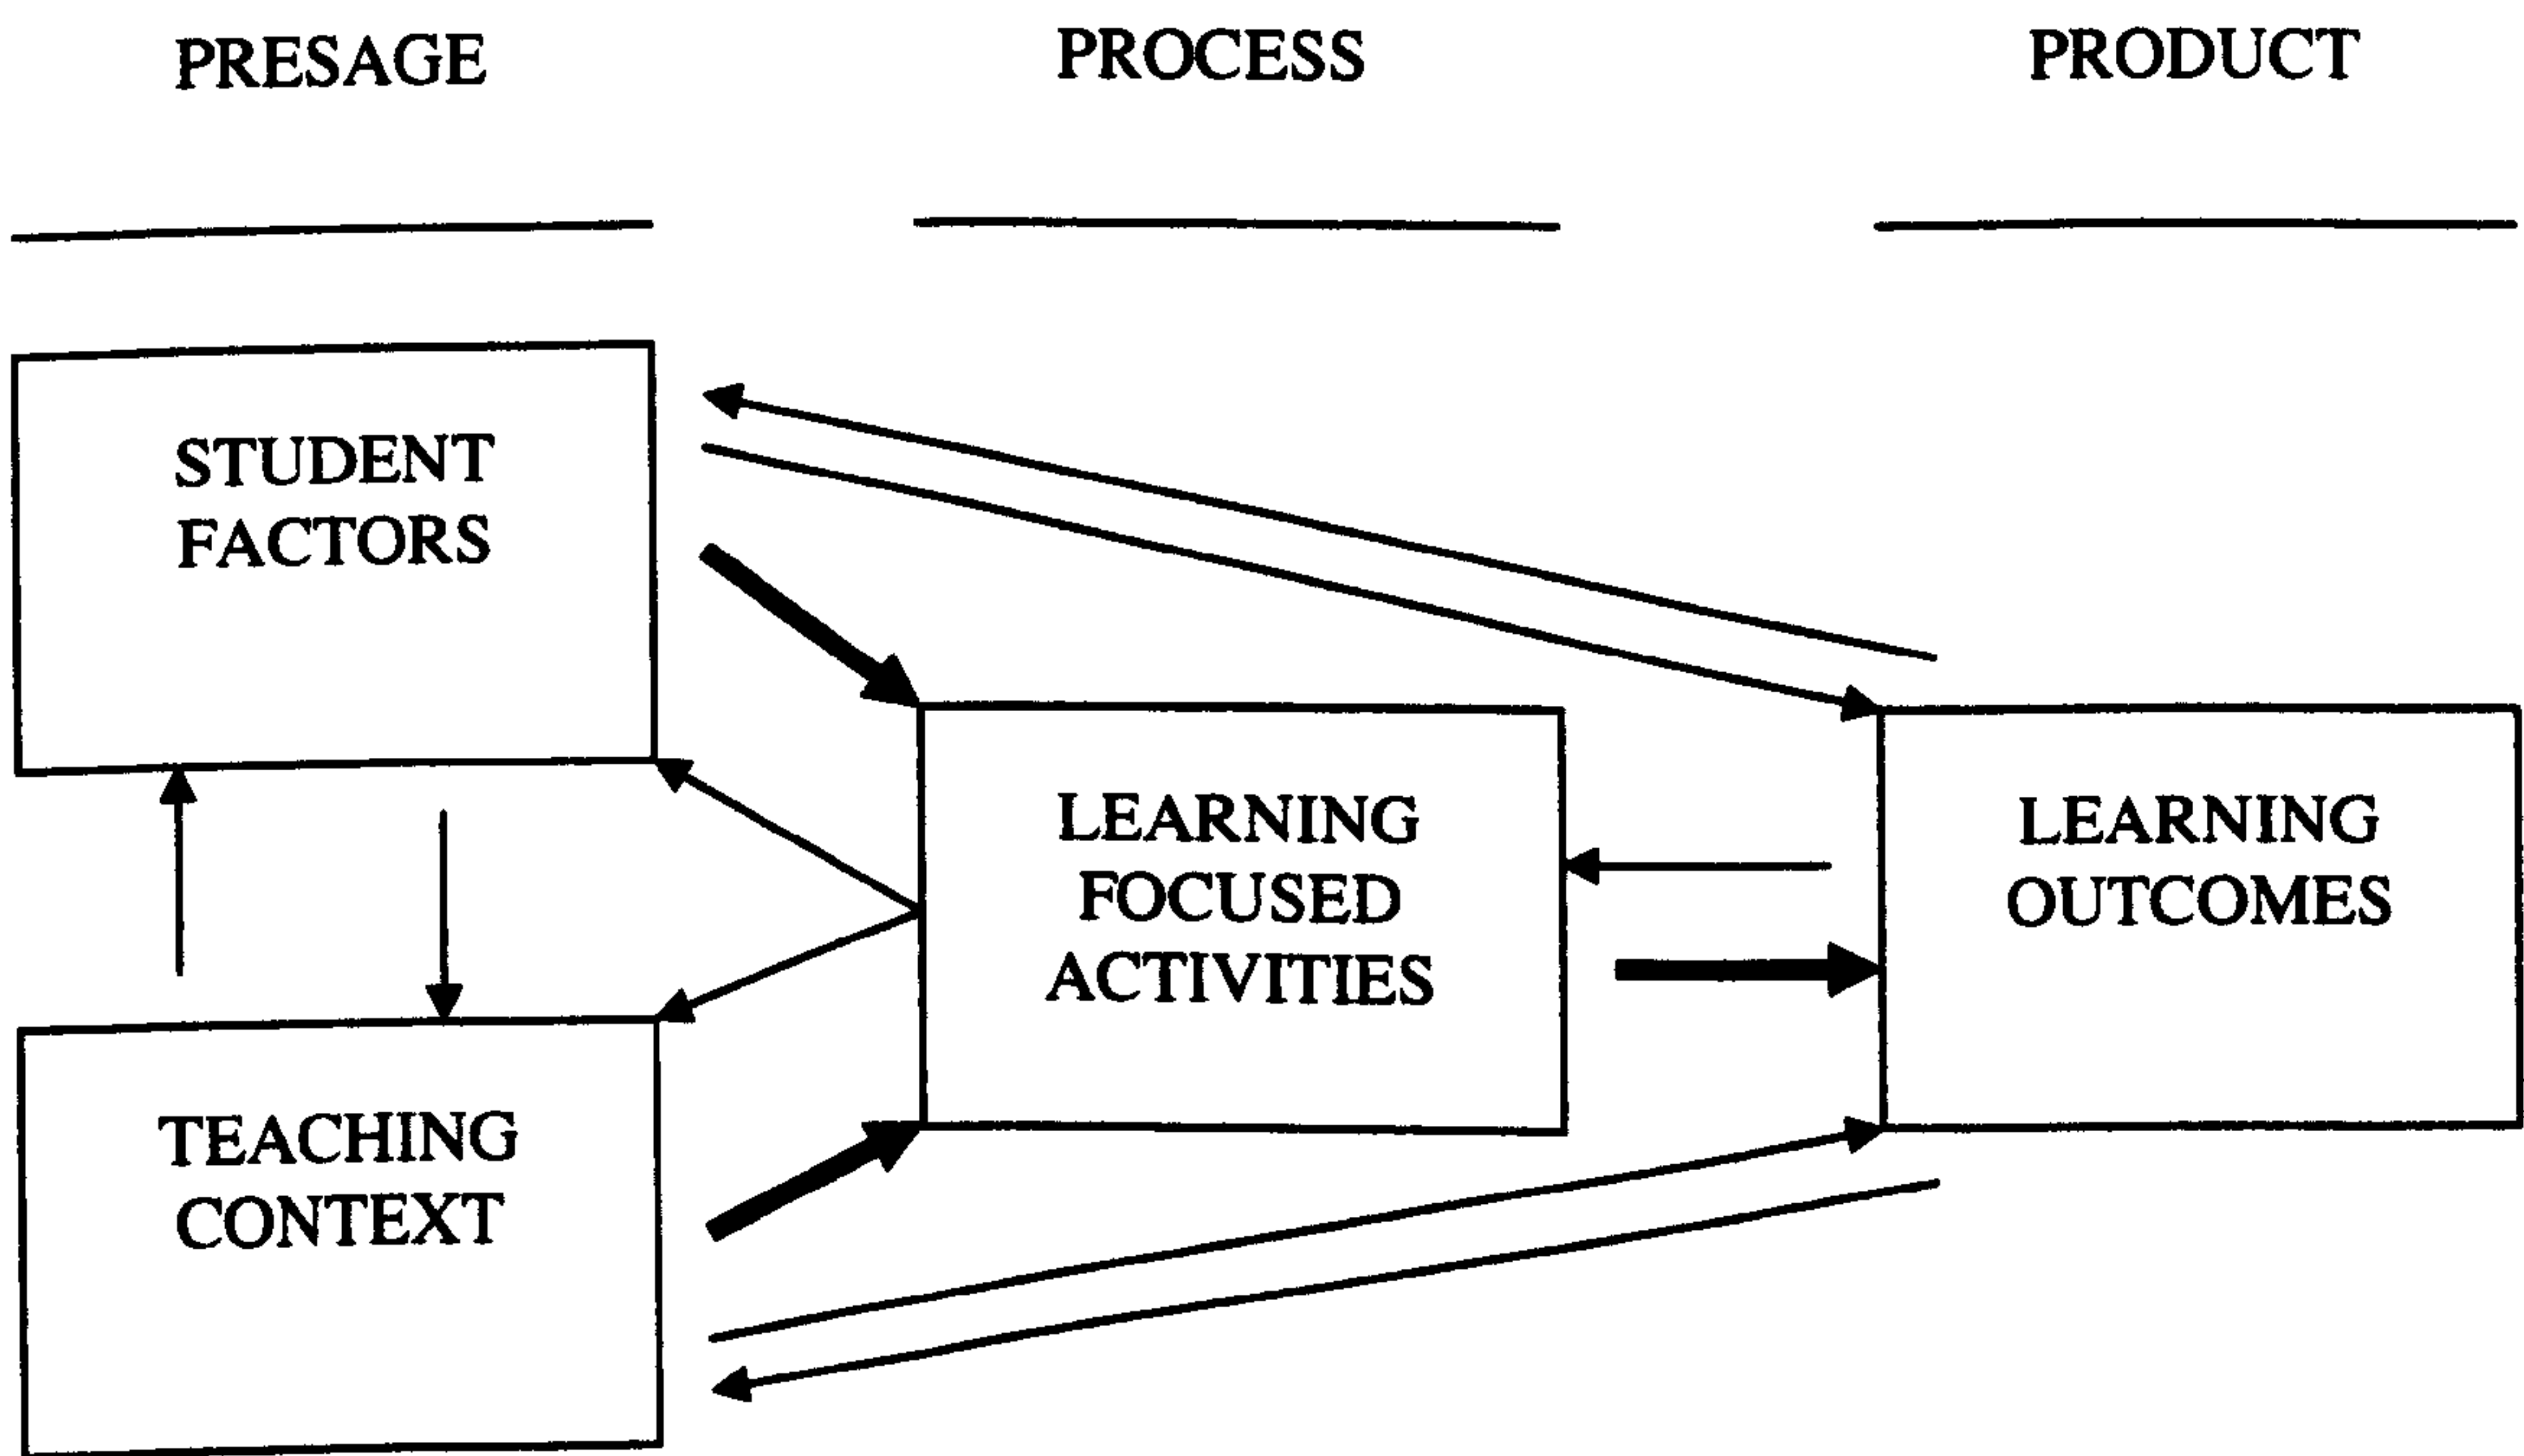 PRESAGE
PROCESS
PRODUCT
STUDENT
FACTORS
LEARNING
FOCUSED
ACTIVITIES
LEARNING
OUTCOMES
TEACHING
CONTEXT